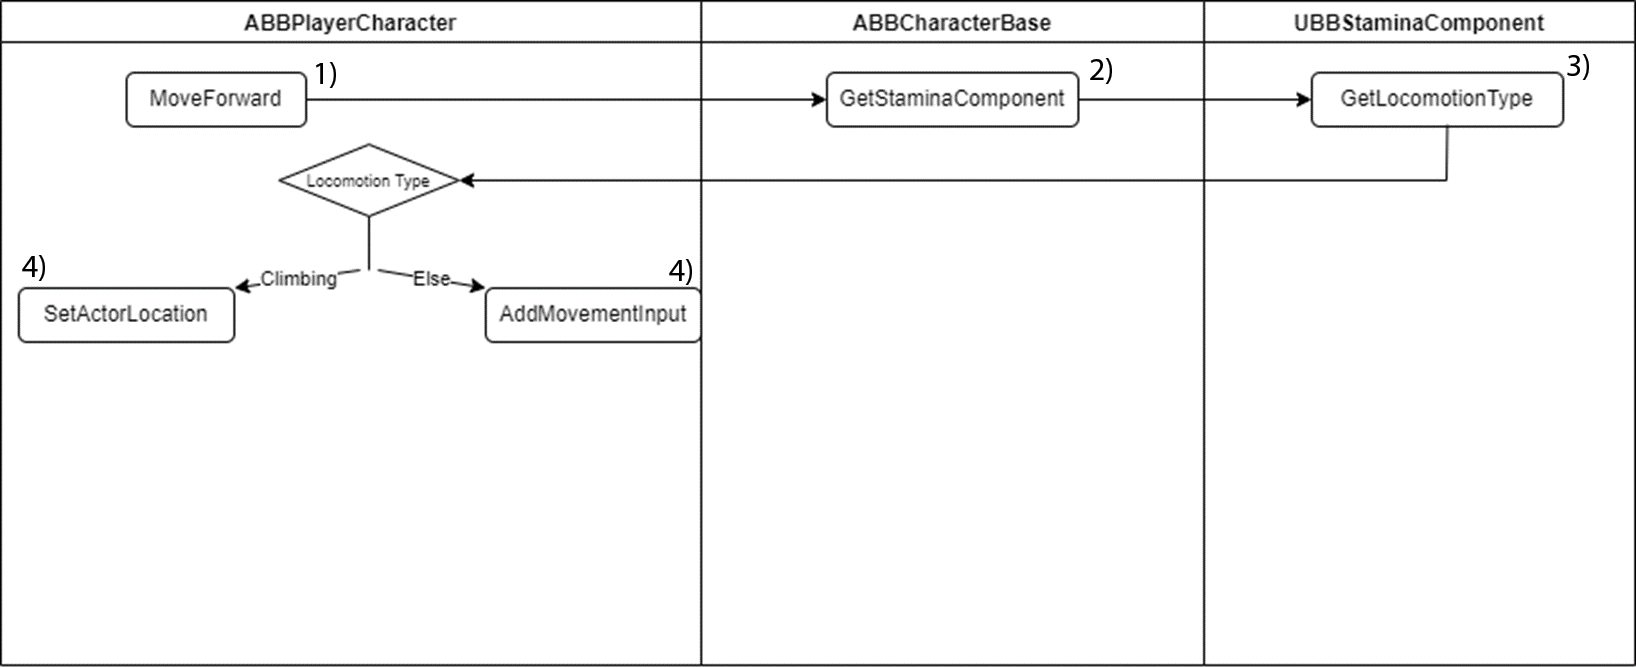 ABBPlayerCharacter
ABBCharacterBase
UBBStaminaComponent
MoveForward
1)
GetStaminaComponent
2)
GetLocomotionType
3)
Locomotion Type
Climbing
Else
4)
SetActorLocation
4)
AddMovementInput